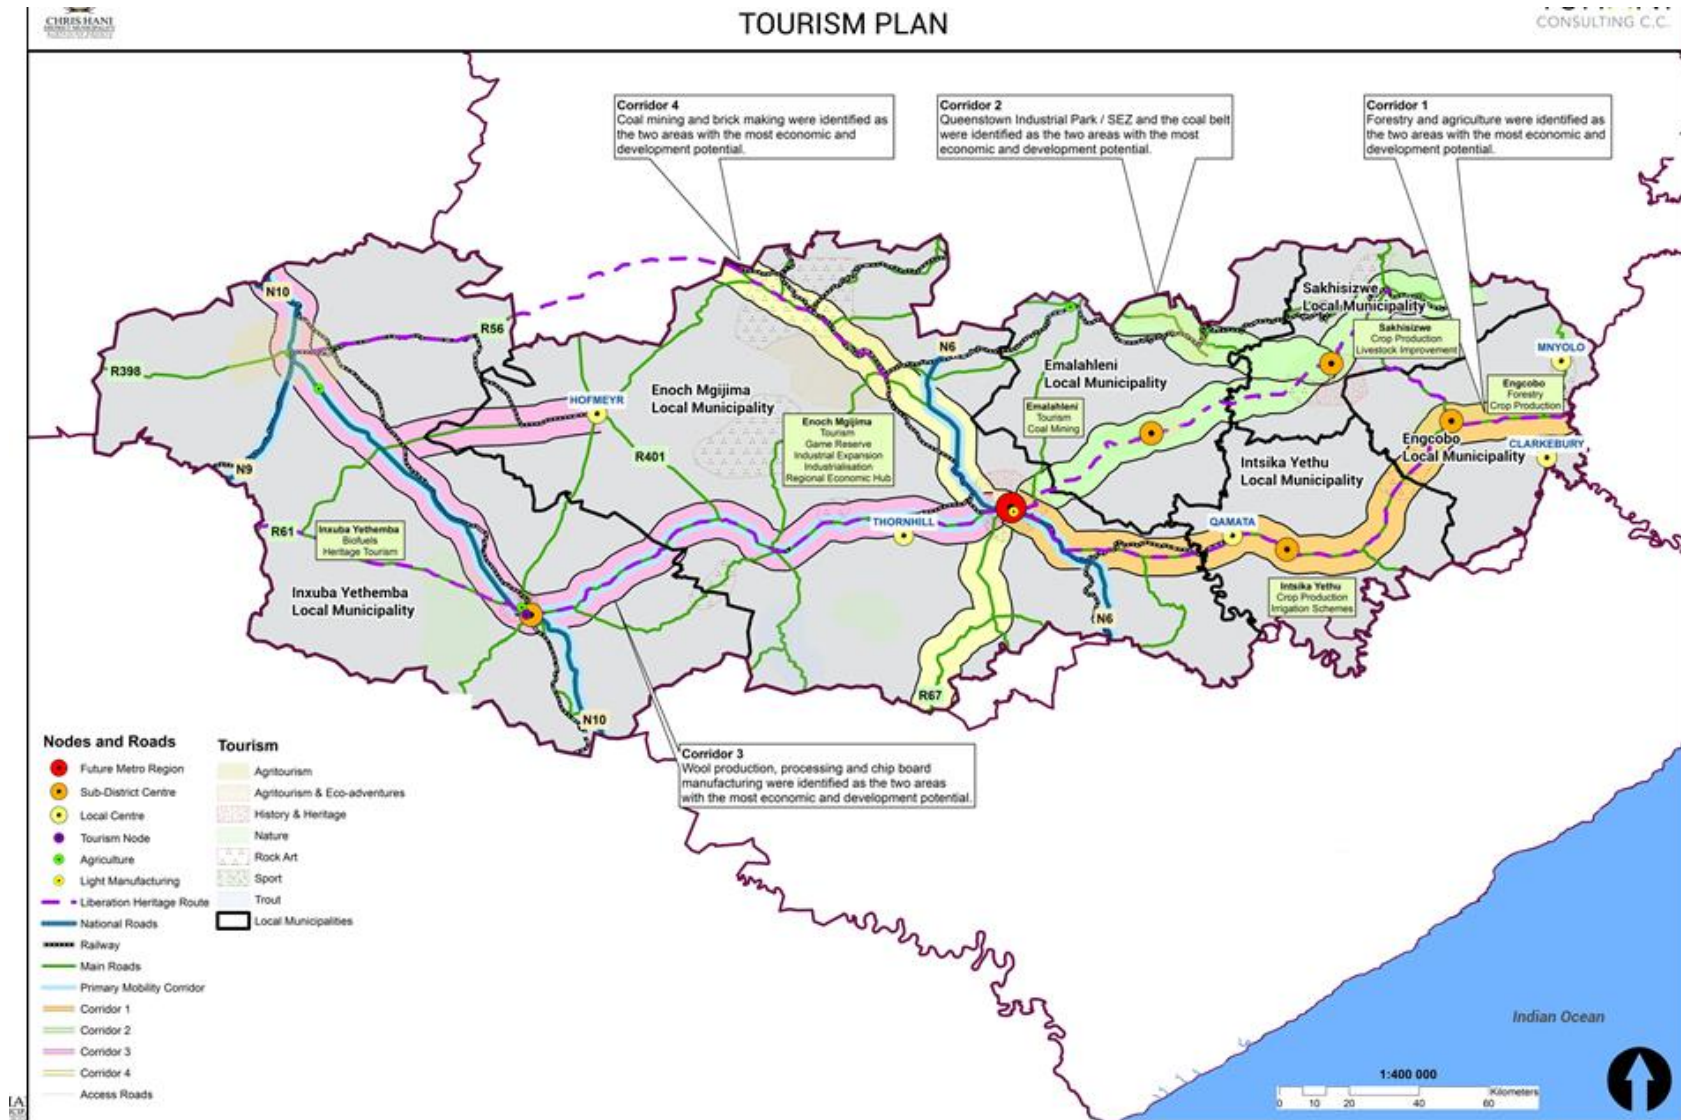 CHRIS HANI
DISTRICT MUNICIPALITY
TOURISM PLAN
CONSULTING C.C.
Corridor 4
Coal mining and brick making were identified as
the two areas with the most economic and
development potential.
Corridor 2
Queenstown Industrial Park / SEZ and the coal belt
were identified as the two areas with the most
economic and development potential.
Corridor 1
Forestry and agriculture were identified as
the two areas with the most economic and
development potential.
N10
R56
R398
HOFMEYR
Enoch Mgijima
Local Municipality
N6
Emalahleni
Local Municipality
Sakhisizwe
Local Municipality
Sakhisizwe
Crop Production
Livestock Improvement
MNYOLO
Engcobo
Forestry
Crop Production
Emalahleni
Tourism
Coal Mining
Enoch Mgijima
Tourism
Game Reserve
Industrial Expansion
Industrialisation
Regional Economic Hub
R401
N9
Engcobo
Local Municipality
CLARKEBURY
Intsika Yethu
Local Municipality
R61
Inxuba Yethemba
Biofuels
Heritage Tourism
THORNHILL
QAMATA
Inxuba Yethemba
Local Municipality
Intsika Yethu
Crop Production
Irrigation Schemes
N6
R67
N10
Corridor 3
Wool production, processing and chip board
manufacturing were identified as the two areas
with the most economic and development potential.
Nodes and Roads
Future Metro Region
Sub-District Centre
Local Centre
Tourism Node
Agriculture
Light Manufacturing
Liberation Heritage Route
National Roads
Railway
Main Roads
Primary Mobility Corridor
Corridor 1
Corridor 2
Corridor 3
Corridor 4
Access Roads
Tourism
Agritourism
Agritourism & Eco-adventures
History & Heritage
Nature
Rock Art
Sport
Trout
Local Municipalities
Indian Ocean
1:400 000
Kilometers
0 10 20 40 60